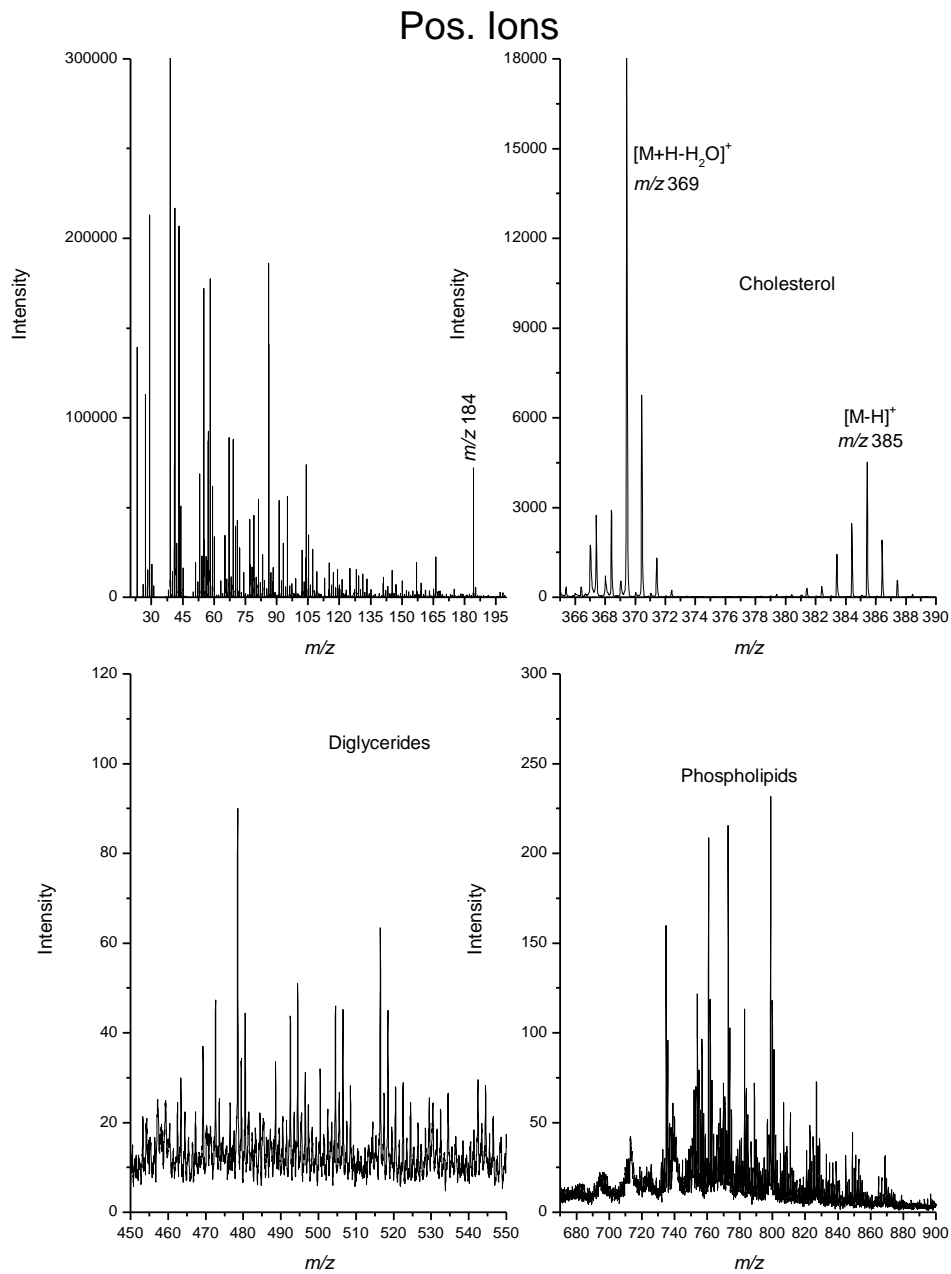 Pos. Ions
300000
200000
100000
0
Intensity
30 45 60 75 90 105 120 135 150 165 180 195
m/z
m/z 184
18000
15000
12000
9000
6000
3000
0
Intensity
[M+H-H2O]+
m/z 369
Cholesterol
[M-H]+
m/z 385
366 368 370 372 374 376 378 380 382 384 386 388 390
m/z
120
100
80
60
40
20
0
Intensity
Diglycerides
450 460 470 480 490 500 510 520 530 540 550
m/z
300
250
200
150
100
50
0
Intensity
Phospholipids
680 700 720 740 760 780 800 820 840 860 880 900
m/z